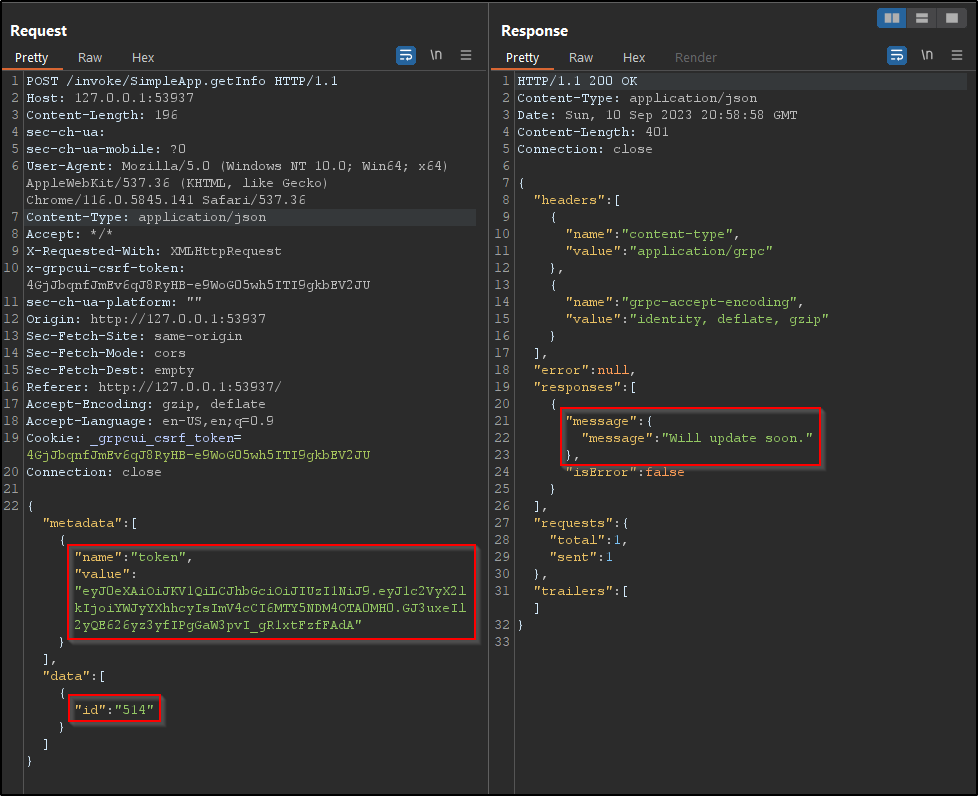 Request
Pretty Raw Hex \n
1 POST /invoke/SimpleApp.getInfo HTTP/1.1
2 Host: 127.0.0.1:53937
3 Content-Length: 196
4 sec-ch-ua:
5 sec-ch-ua-mobile: ?0
6 User-Agent: Mozilla/5.0 (Windows NT 10.0; Win64; x64)
AppleWebKit/537.36 (KHTML, like Gecko)
Chrome/116.0.5845.141 Safari/537.36
7 Content-Type: application/json
8 Accept: */*
9 X-Requested-With: XMLHttpRequest
10 x-grpcui-csrf-token:
4GjJbqnfJmEv6qJ8RyHB-e9WoG05wh5ITI9gkbEV2JU
11 sec-ch-ua-platform: ""
12 Origin: http://127.0.0.1:53937
13 Sec-Fetch-Site: same-origin
14 Sec-Fetch-Mode: cors
15 Sec-Fetch-Dest: empty
16 Referer: http://127.0.0.1:53937/
17 Accept-Encoding: gzip, deflate
18 Accept-Language: en-US,en;q=0.9
19 Cookie: _grpcui_csrf_token=
4GjJbqnfJmEv6qJ8RyHB-e9WoG05wh5ITI9gkbEV2JU
20 Connection: close
21
22 {
"metadata":[
{
"name":"token",
"value":
"eyJ0eXAiOiJKV1QiLCJhbGciOiJIUzI1NiJ9.eyJ1c2VyX2l
kIjoiYWJyYXhhcyIsImV4cCI6MTY5NDM4OTA0MH0.GJ3uxeIl
2yQE626yz3yfIPgGaW3pvI_gR1xtFzfFAdA"
}
],
"data":[
{
"id":"514"
}
]
}
Response
Pretty Raw Hex Render \n
1 HTTP/1.1 200 OK
2 Content-Type: application/json
3 Date: Sun, 10 Sep 2023 20:58:58 GMT
4 Content-Length: 401
5 Connection: close
6
7 {
8 "headers":[
9 {
10 "name":"content-type",
11 "value":"application/grpc"
12 },
13 {
14 "name":"grpc-accept-encoding",
15 "value":"identity, deflate, gzip"
16 }
17 ],
18 "error":null,
19 "responses":[
20 {
21 "message":{
22 "message":"Will update soon."
23 },
24 "isError":false
25 }
26 ],
27 "requests":{
28 "total":1,
29 "sent":1
30 },
31 "trailers":[
]
32 }
33